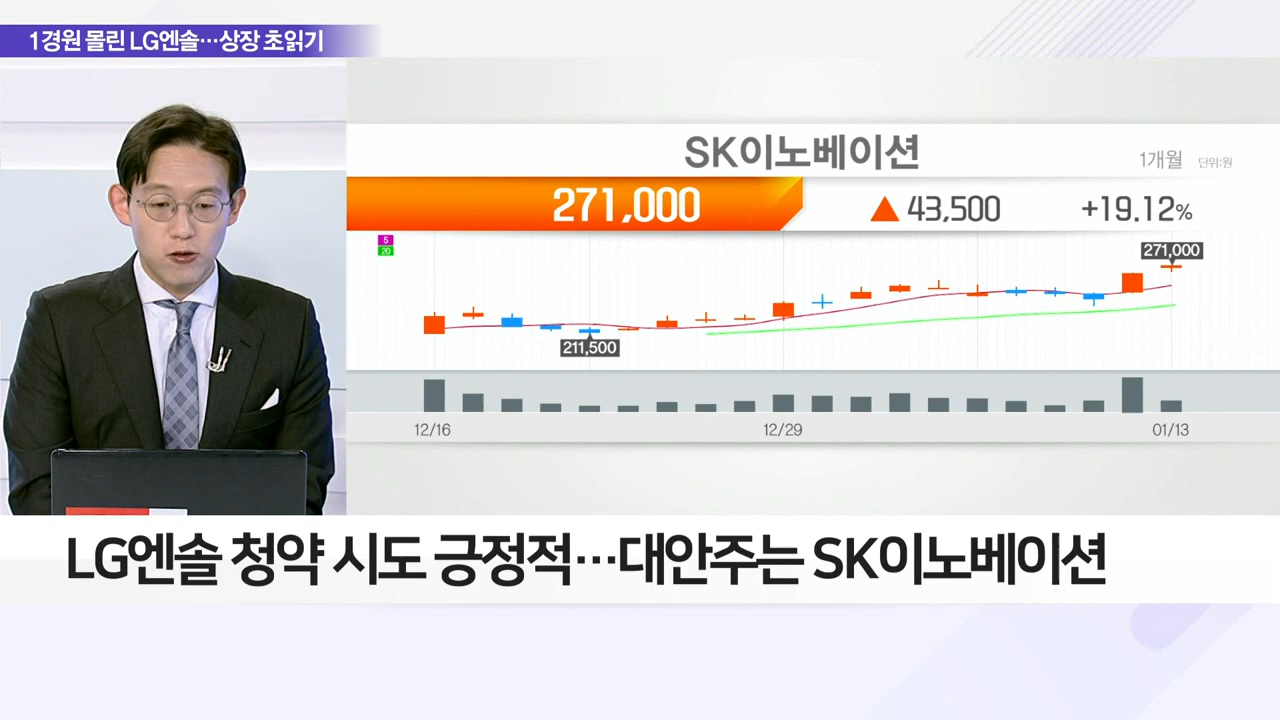 1경원 몰린 LG엔솔…상장 초읽기
SK이노베이션
1개월 단위:원
271,000 ▲ 43,500 +19.12%
5
20
271,000
211,500
12/16 12/29 01/13
LG엔솔 청약 시도 긍정적…대안주는 SK이노베이션